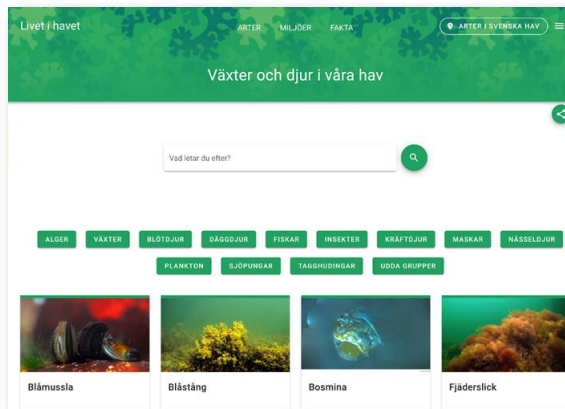 Livet i havet
ARTER MILJÖER FAKTA
ARTER I SVENSKA HAV
Växter och djur i våra hav
Vad letar du efter?
ALGER VÄXTER BLÖTDJUR DÄGGDJUR FISKAR INSEKTER KRÄFTDJUR MASKAR NÄSSELDJUR
PLANKTON SJÖPUNGAR TAGGHUDINGAR UDDA GRUPPER
Blåmussla Blåstång Bosmina Fjäderslick